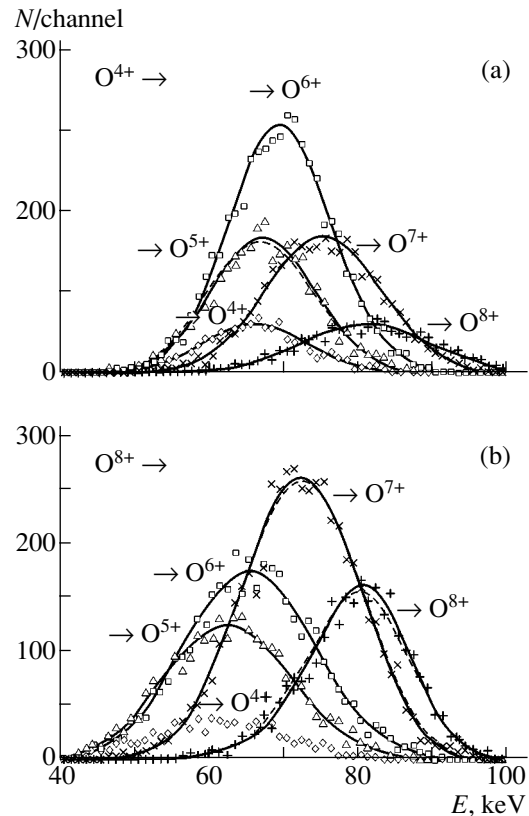 N/channel
300
O4+ →
(a)
→ O6+
150
→ O5+
→ O7+
→ O4+
→ O8+
0
300
O8+ →
(b)
→ O7+
200
→ O6+
→ O8+
→ O5+
100
→ O4+
0
40 60 80 100
E, keV